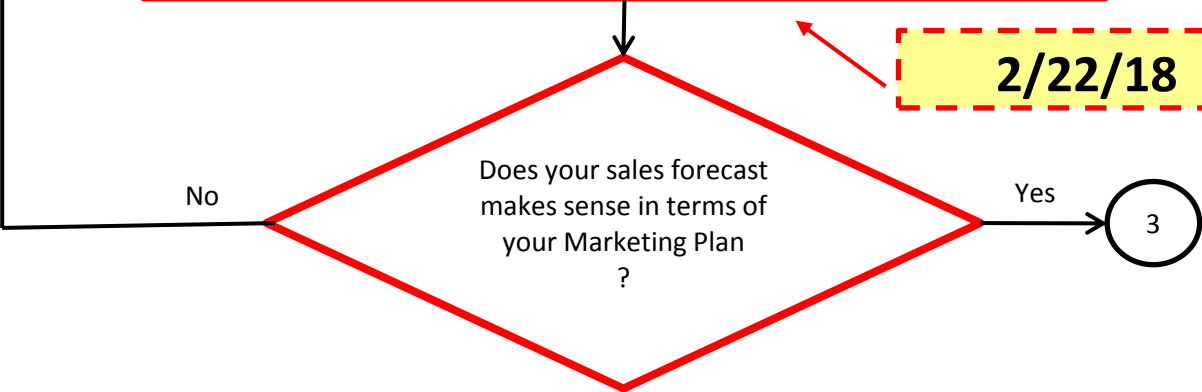 2/22/18
Does your sales forecast
makes sense in terms of
your Marketing Plan
?
No
Yes
3